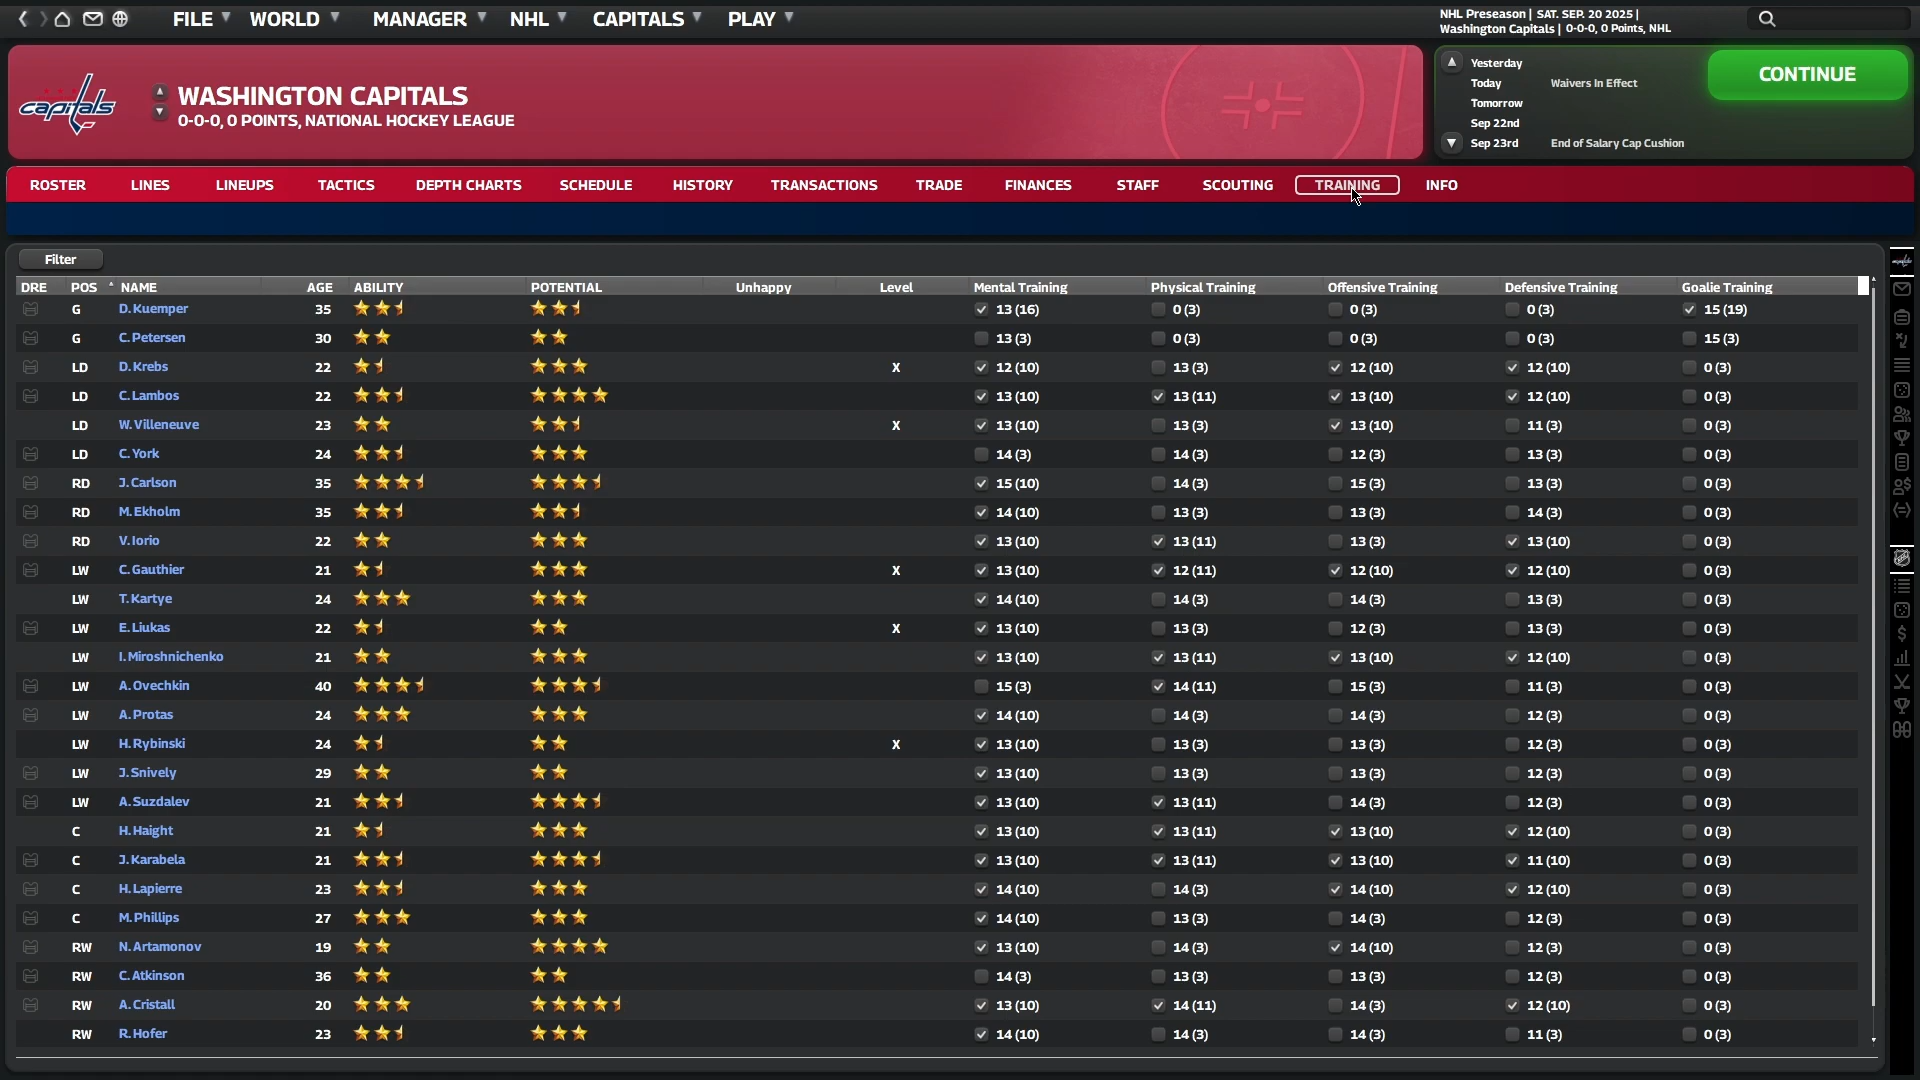 FILE WORLD MANAGER NHL CAPITALS PLAY
NHL Preseason | SAT. SEP. 20 2025 |
Washington Capitals | 0-0-0, 0 Points, NHL
capitals
WASHINGTON CAPITALS
0-0-0, 0 POINTS, NATIONAL HOCKEY LEAGUE
Yesterday
Today Waivers In Effect
Tomorrow
Sep 22nd
Sep 23rd End of Salary Cap Cushion
CONTINUE
ROSTER LINES LINEUPS TACTICS DEPTH CHARTS SCHEDULE HISTORY TRANSACTIONS TRADE FINANCES STAFF SCOUTING TRAINING INFO
Filter
DRE POS NAME AGE ABILITY POTENTIAL Unhappy Level Mental Training Physical Training Offensive Training Defensive Training Goalie Training
G D. Kuemper 35 13 (16) 0 (3) 0 (3) 0 (3) 15 (19)
G C. Petersen 30 13 (3) 0 (3) 0 (3) 0 (3) 15 (3)
LD D. Krebs 22 X 12 (10) 13 (3) 12 (10) 12 (10) 0 (3)
LD C. Lambos 22 13 (10) 13 (11) 13 (10) 12 (10) 0 (3)
LD W. Villeneuve 23 X 13 (10) 13 (3) 13 (10) 11 (3) 0 (3)
LD C. York 24 14 (3) 14 (3) 12 (3) 13 (3) 0 (3)
RD J. Carlson 35 15 (10) 14 (3) 15 (3) 13 (3) 0 (3)
RD M. Ekholm 35 14 (10) 13 (3) 13 (3) 14 (3) 0 (3)
RD V. Iorio 22 13 (10) 13 (11) 13 (3) 13 (10) 0 (3)
LW C. Gauthier 21 X 13 (10) 12 (11) 12 (10) 12 (10) 0 (3)
LW T. Kartye 24 14 (10) 14 (3) 14 (3) 13 (3) 0 (3)
LW E. Liukas 22 X 13 (10) 13 (3) 12 (3) 13 (3) 0 (3)
LW I. Miroshnichenko 21 13 (10) 13 (11) 13 (10) 12 (10) 0 (3)
LW A. Ovechkin 40 15 (3) 14 (11) 15 (3) 11 (3) 0 (3)
LW A. Protas 24 14 (10) 14 (3) 14 (3) 12 (3) 0 (3)
LW H. Rybinski 24 X 13 (10) 13 (3) 13 (3) 12 (3) 0 (3)
LW J. Snively 29 13 (10) 13 (3) 13 (3) 12 (3) 0 (3)
LW A. Suzdalev 21 13 (10) 13 (11) 14 (3) 12 (3) 0 (3)
C H. Haight 21 13 (10) 13 (11) 13 (10) 12 (10) 0 (3)
C J. Karabela 21 13 (10) 13 (11) 13 (10) 11 (10) 0 (3)
C H. Lapierre 23 14 (10) 14 (3) 14 (10) 12 (10) 0 (3)
C M. Phillips 27 14 (10) 13 (3) 14 (3) 12 (3) 0 (3)
RW N. Artamonov 19 13 (10) 14 (3) 14 (10) 12 (3) 0 (3)
RW C. Atkinson 36 14 (3) 13 (3) 13 (3) 12 (3) 0 (3)
RW A. Cristall 20 13 (10) 14 (11) 14 (3) 12 (10) 0 (3)
RW R. Hofer 23 14 (10) 14 (3) 14 (3) 11 (3) 0 (3)